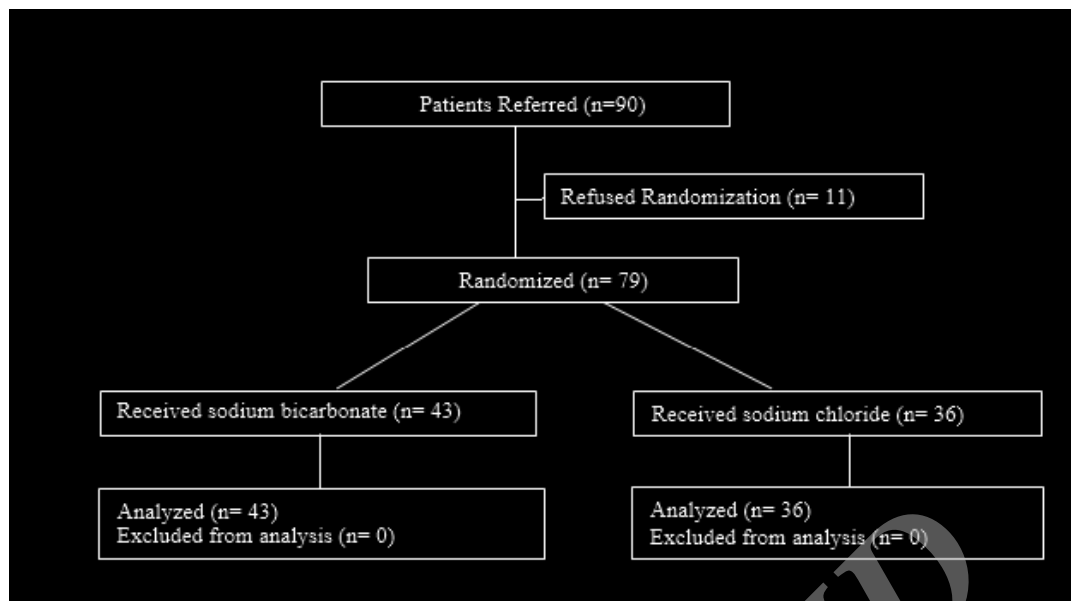 Patients Referred (n=90)
Refused Randomization (n= 11)
Randomized (n= 79)
Received sodium bicarbonate (n= 43)
Received sodium chloride (n= 36)
Analyzed (n= 43)
Excluded from analysis (n= 0)
Analyzed (n= 36)
Excluded from analysis (n= 0)